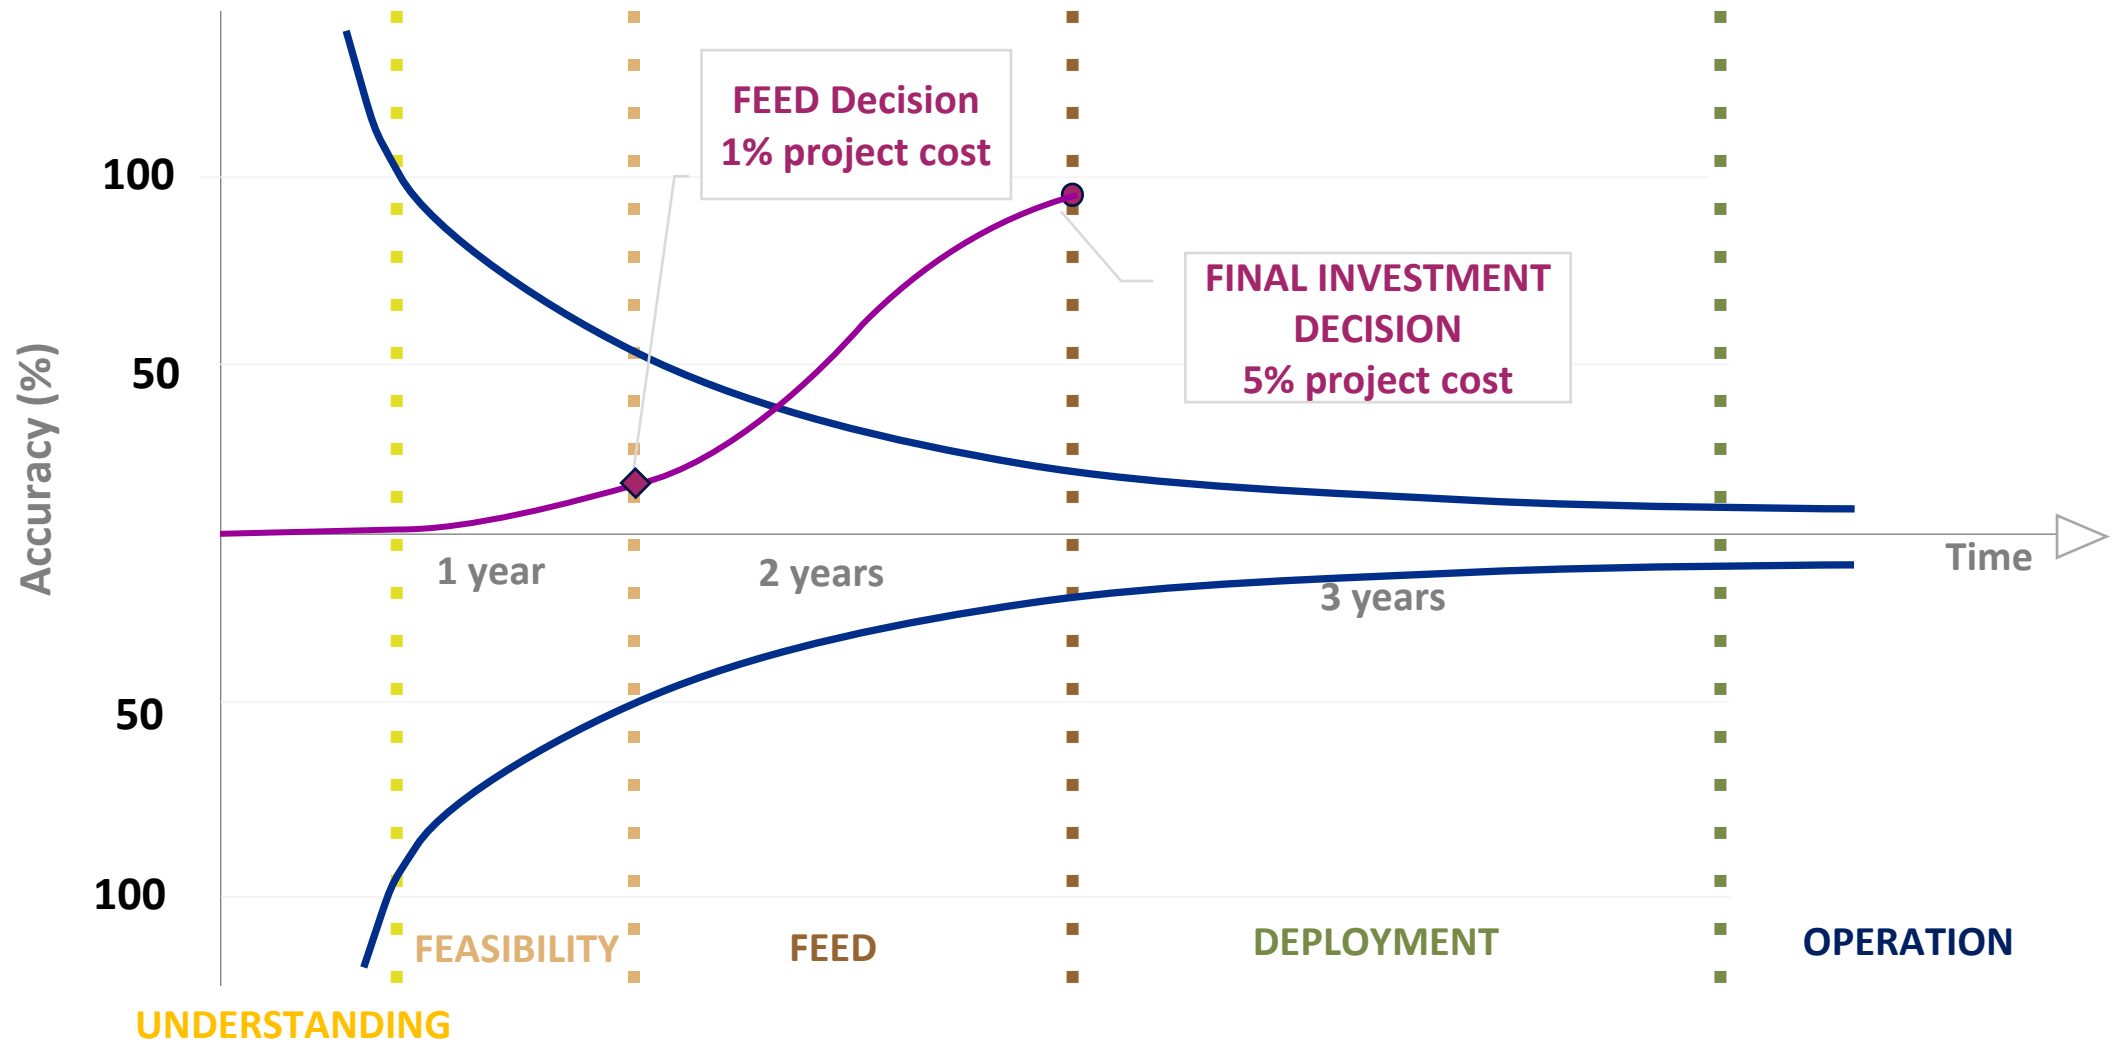 FEED Decision
1% project cost
100
FINAL INVESTMENT
DECISION
5% project cost
50
Accuracy (%)
1 year
2 years
3 years
Time
50
100
FEASIBILITY
FEED
DEPLOYMENT
OPERATION
UNDERSTANDING